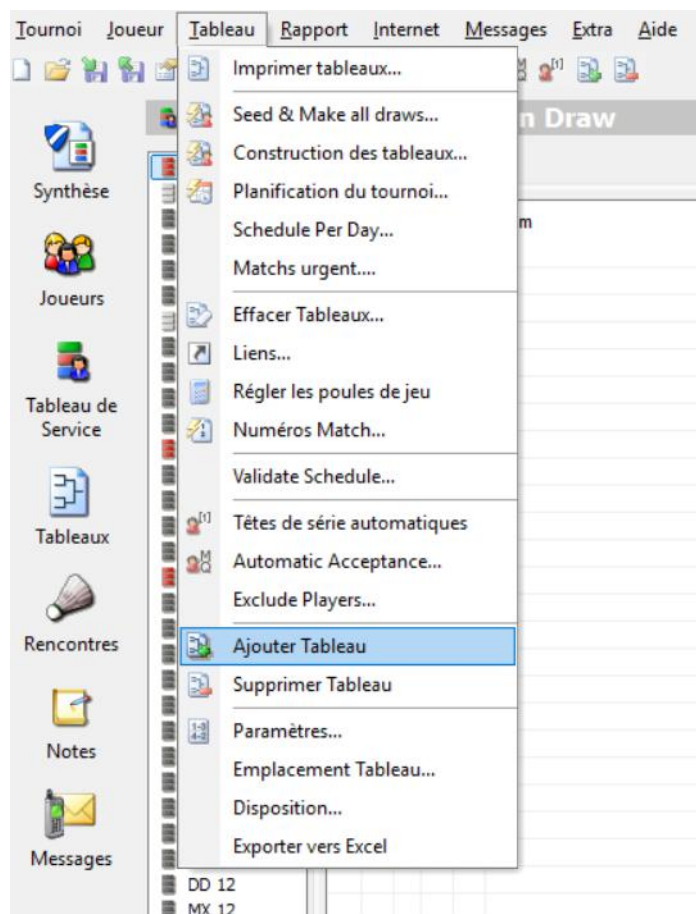 Tournoi Joueur Tableau Rapport Internet Messages Extra Aide
Imprimer tableaux...
n Draw
Seed & Make all draws...
Construction des tableaux...
Planification du tournoi...
m
Schedule Per Day...
Matchs urgent....
Effacer Tableaux...
Liens...
Régler les poules de jeu
Numéros Match...
Validate Schedule...
Têtes de série automatiques
Automatic Acceptance...
Exclude Players...
Ajouter Tableau
Supprimer Tableau
Paramètres...
Emplacement Tableau...
Disposition...
Exporter vers Excel
Synthèse
Joueurs
Tableau de
Service
Tableaux
Rencontres
Notes
Messages
DD 12
MX 12